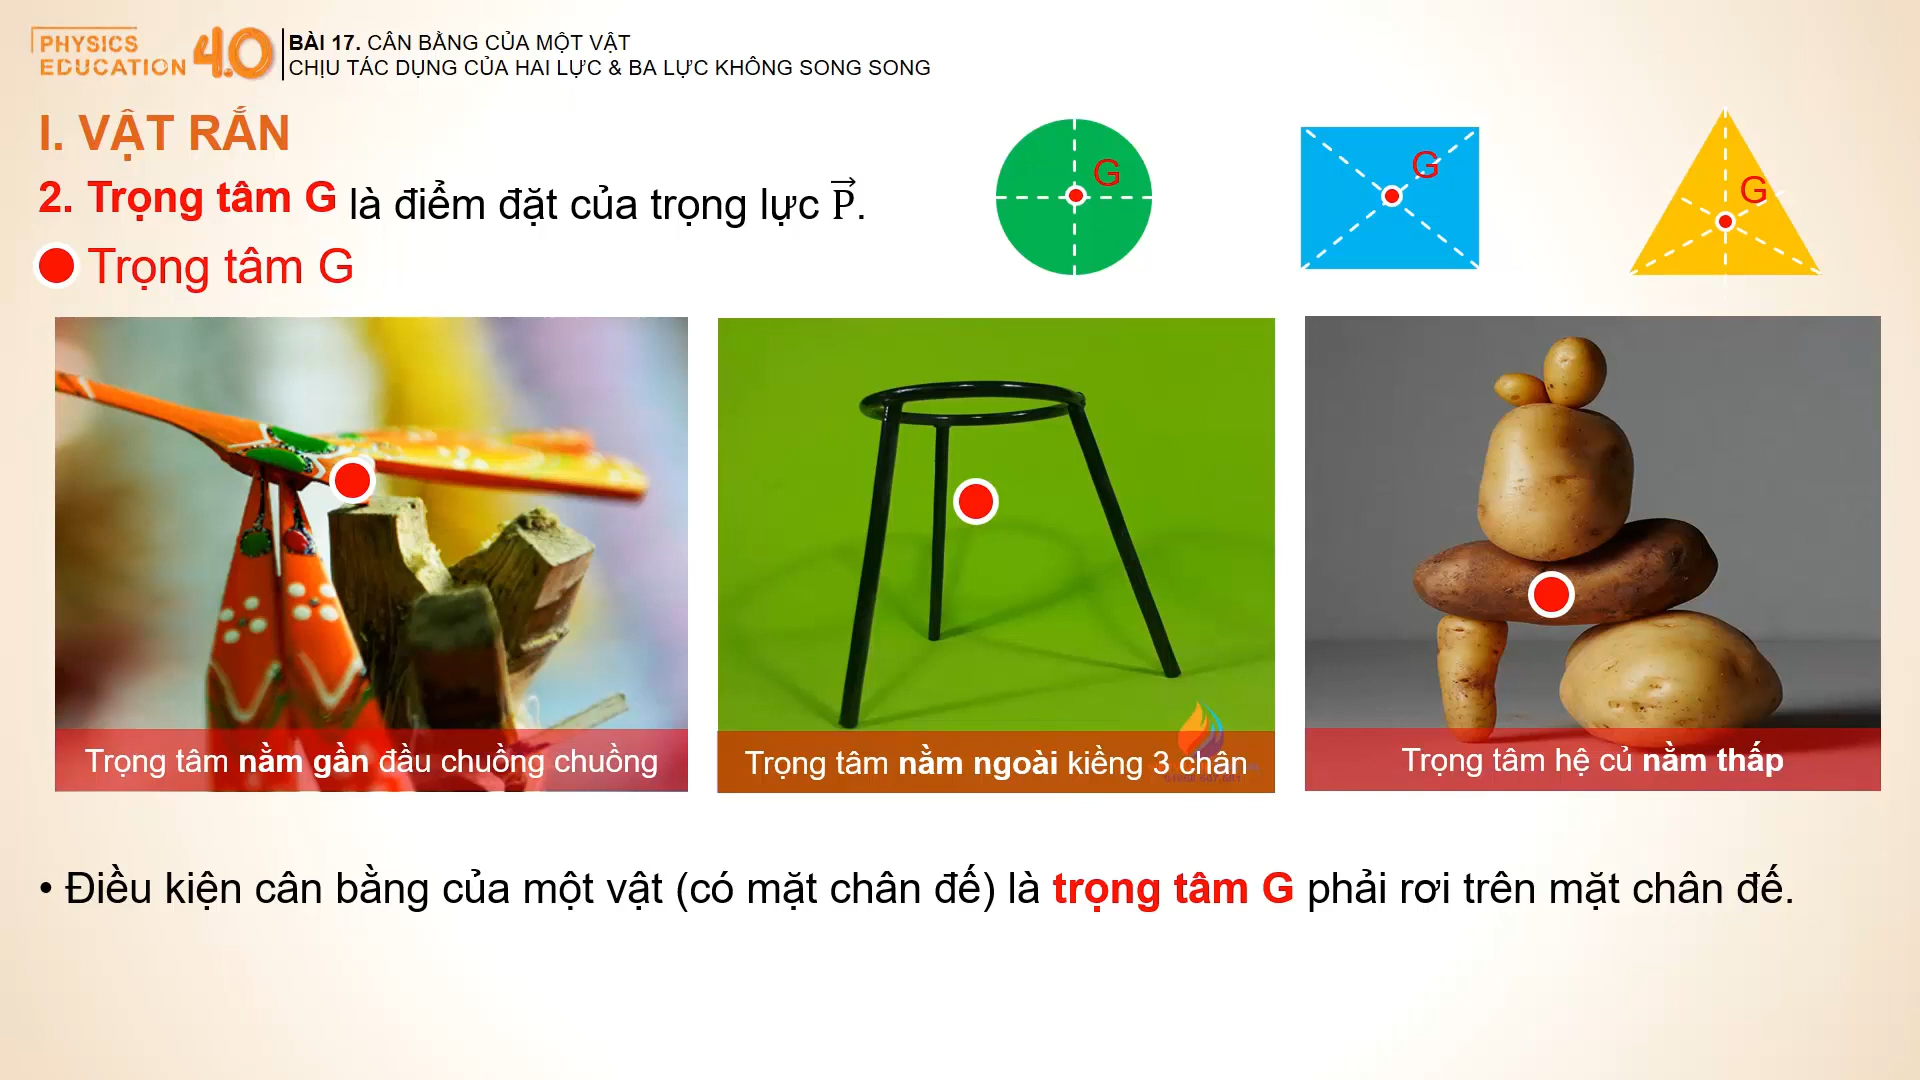 PHYSICS
EDUCATION 4.0
BÀI 17. CÂN BẰNG CỦA MỘT VẬT
CHỊU TÁC DỤNG CỦA HAI LỰC & BA LỰC KHÔNG SONG SONG
I. VẬT RẮN
2. Trọng tâm G là điểm đặt của trọng lực P⃗.
Trọng tâm G
G
G
G
Trọng tâm nằm gần đầu chuồng chuồng
Trọng tâm nằm ngoài kiềng 3 chân
Trọng tâm hệ củ nằm thấp
• Điều kiện cân bằng của một vật (có mặt chân đế) là trọng tâm G phải rơi trên mặt chân đế.